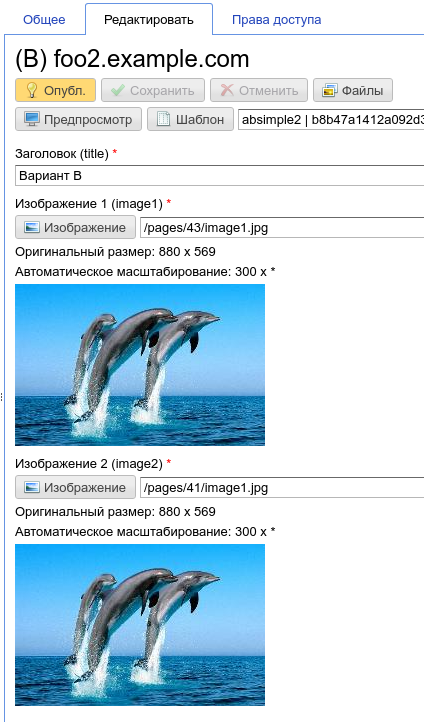 Общее Редактировать Права доступа
(B) foo2.example.com
Опубл. Сохранить Отменить Файлы
Предпросмотр Шаблон absimple2 | b8b47a1412a092d3
Заголовок (title) *
Вариант B
Изображение 1 (image1) *
Изображение /pages/43/image1.jpg
Оригинальный размер: 880 x 569
Автоматическое масштабирование: 300 x *
Изображение 2 (image2) *
Изображение /pages/41/image1.jpg
Оригинальный размер: 880 x 569
Автоматическое масштабирование: 300 x *